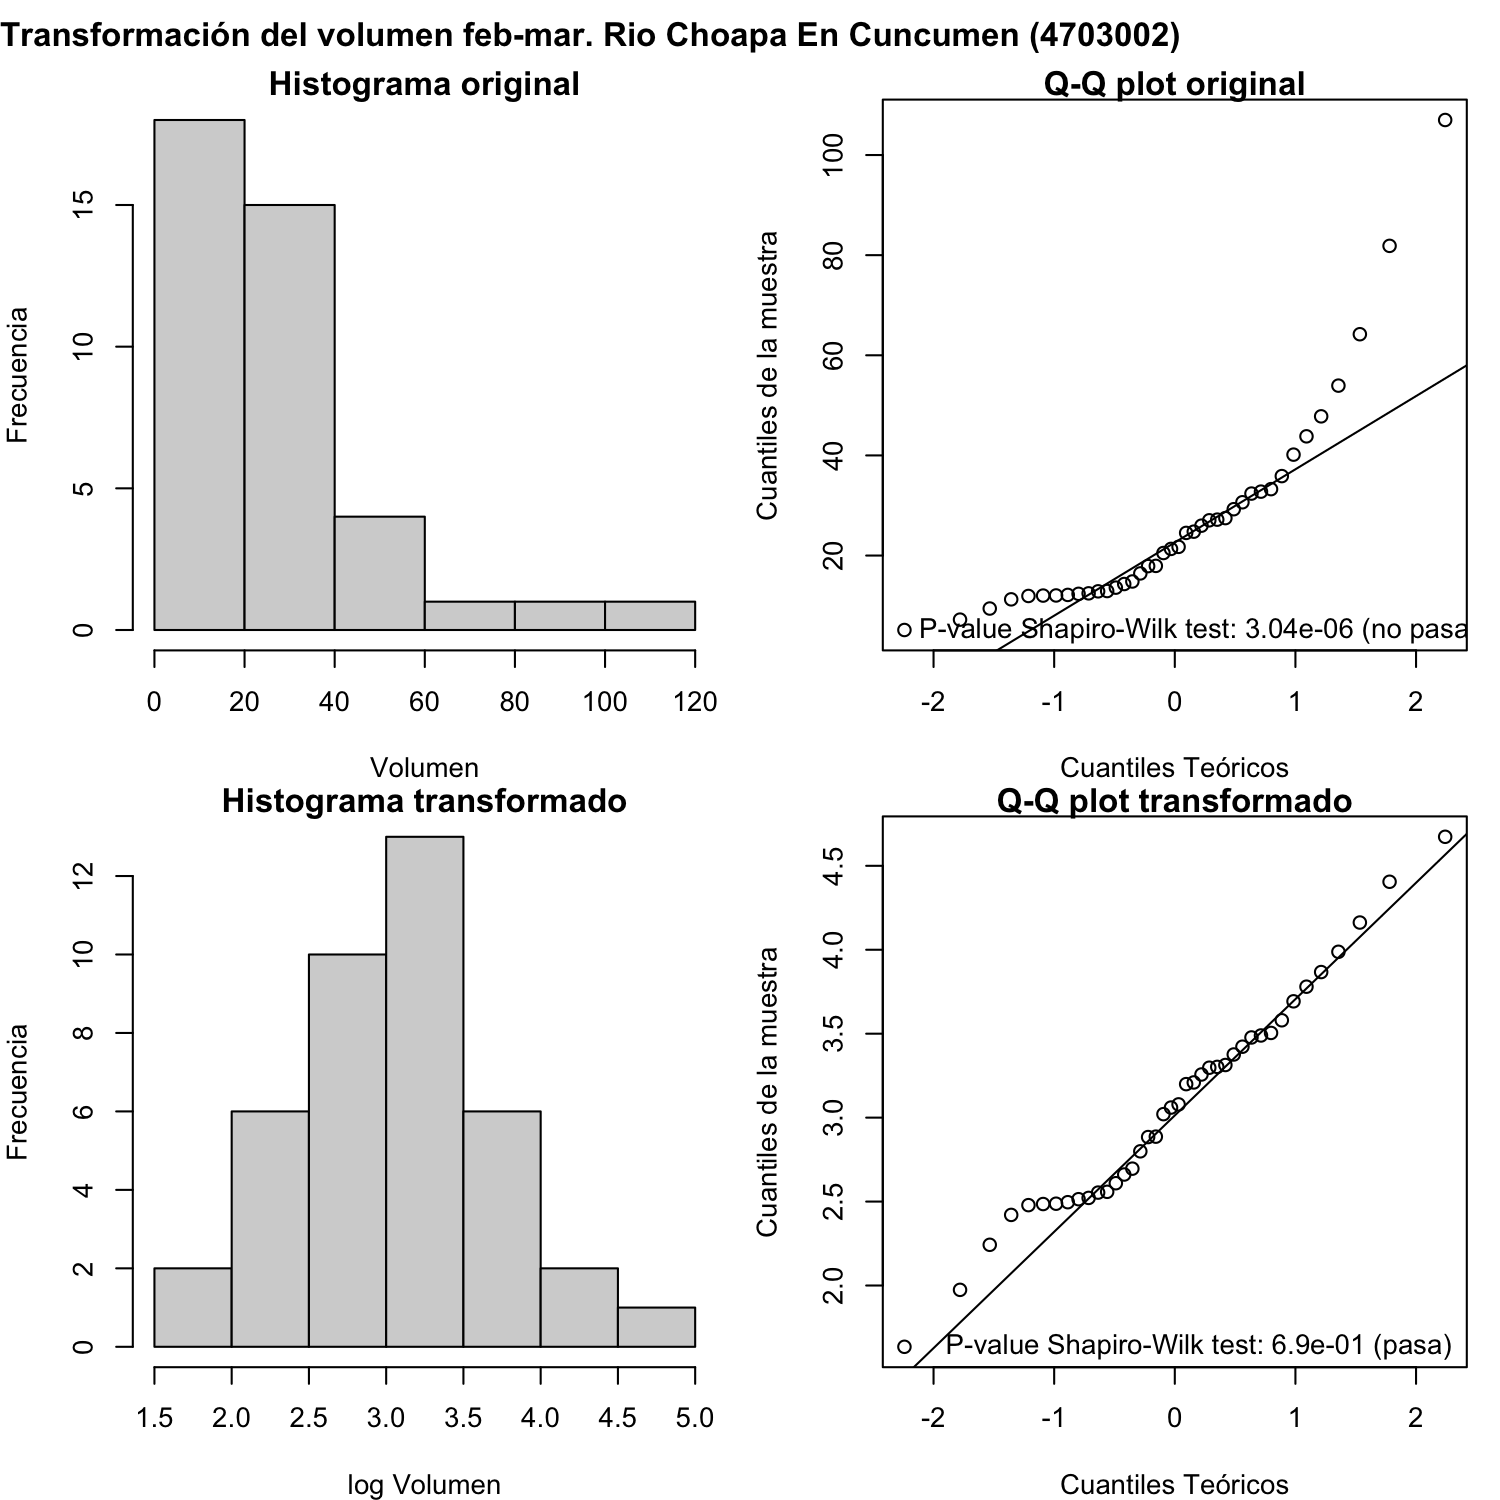 Transformación del volumen feb-mar. Rio Choapa En Cuncumen (4703002)
Histograma original
Frecuencia
0
5
10
15
0 20 40 60 80 100 120
Volumen
Q-Q plot original
Cuantiles de la muestra
20
40
60
80
100
P-value Shapiro-Wilk test: 3.04e-06 (no pasa
-2 -1 0 1 2
Cuantiles Teóricos
Histograma transformado
Frecuencia
0
2
4
6
8
10
12
1.5 2.0 2.5 3.0 3.5 4.0 4.5 5.0
log Volumen
Q-Q plot transformado
Cuantiles de la muestra
2.0
2.5
3.0
3.5
4.0
4.5
P-value Shapiro-Wilk test: 6.9e-01 (pasa)
-2 -1 0 1 2
Cuantiles Teóricos